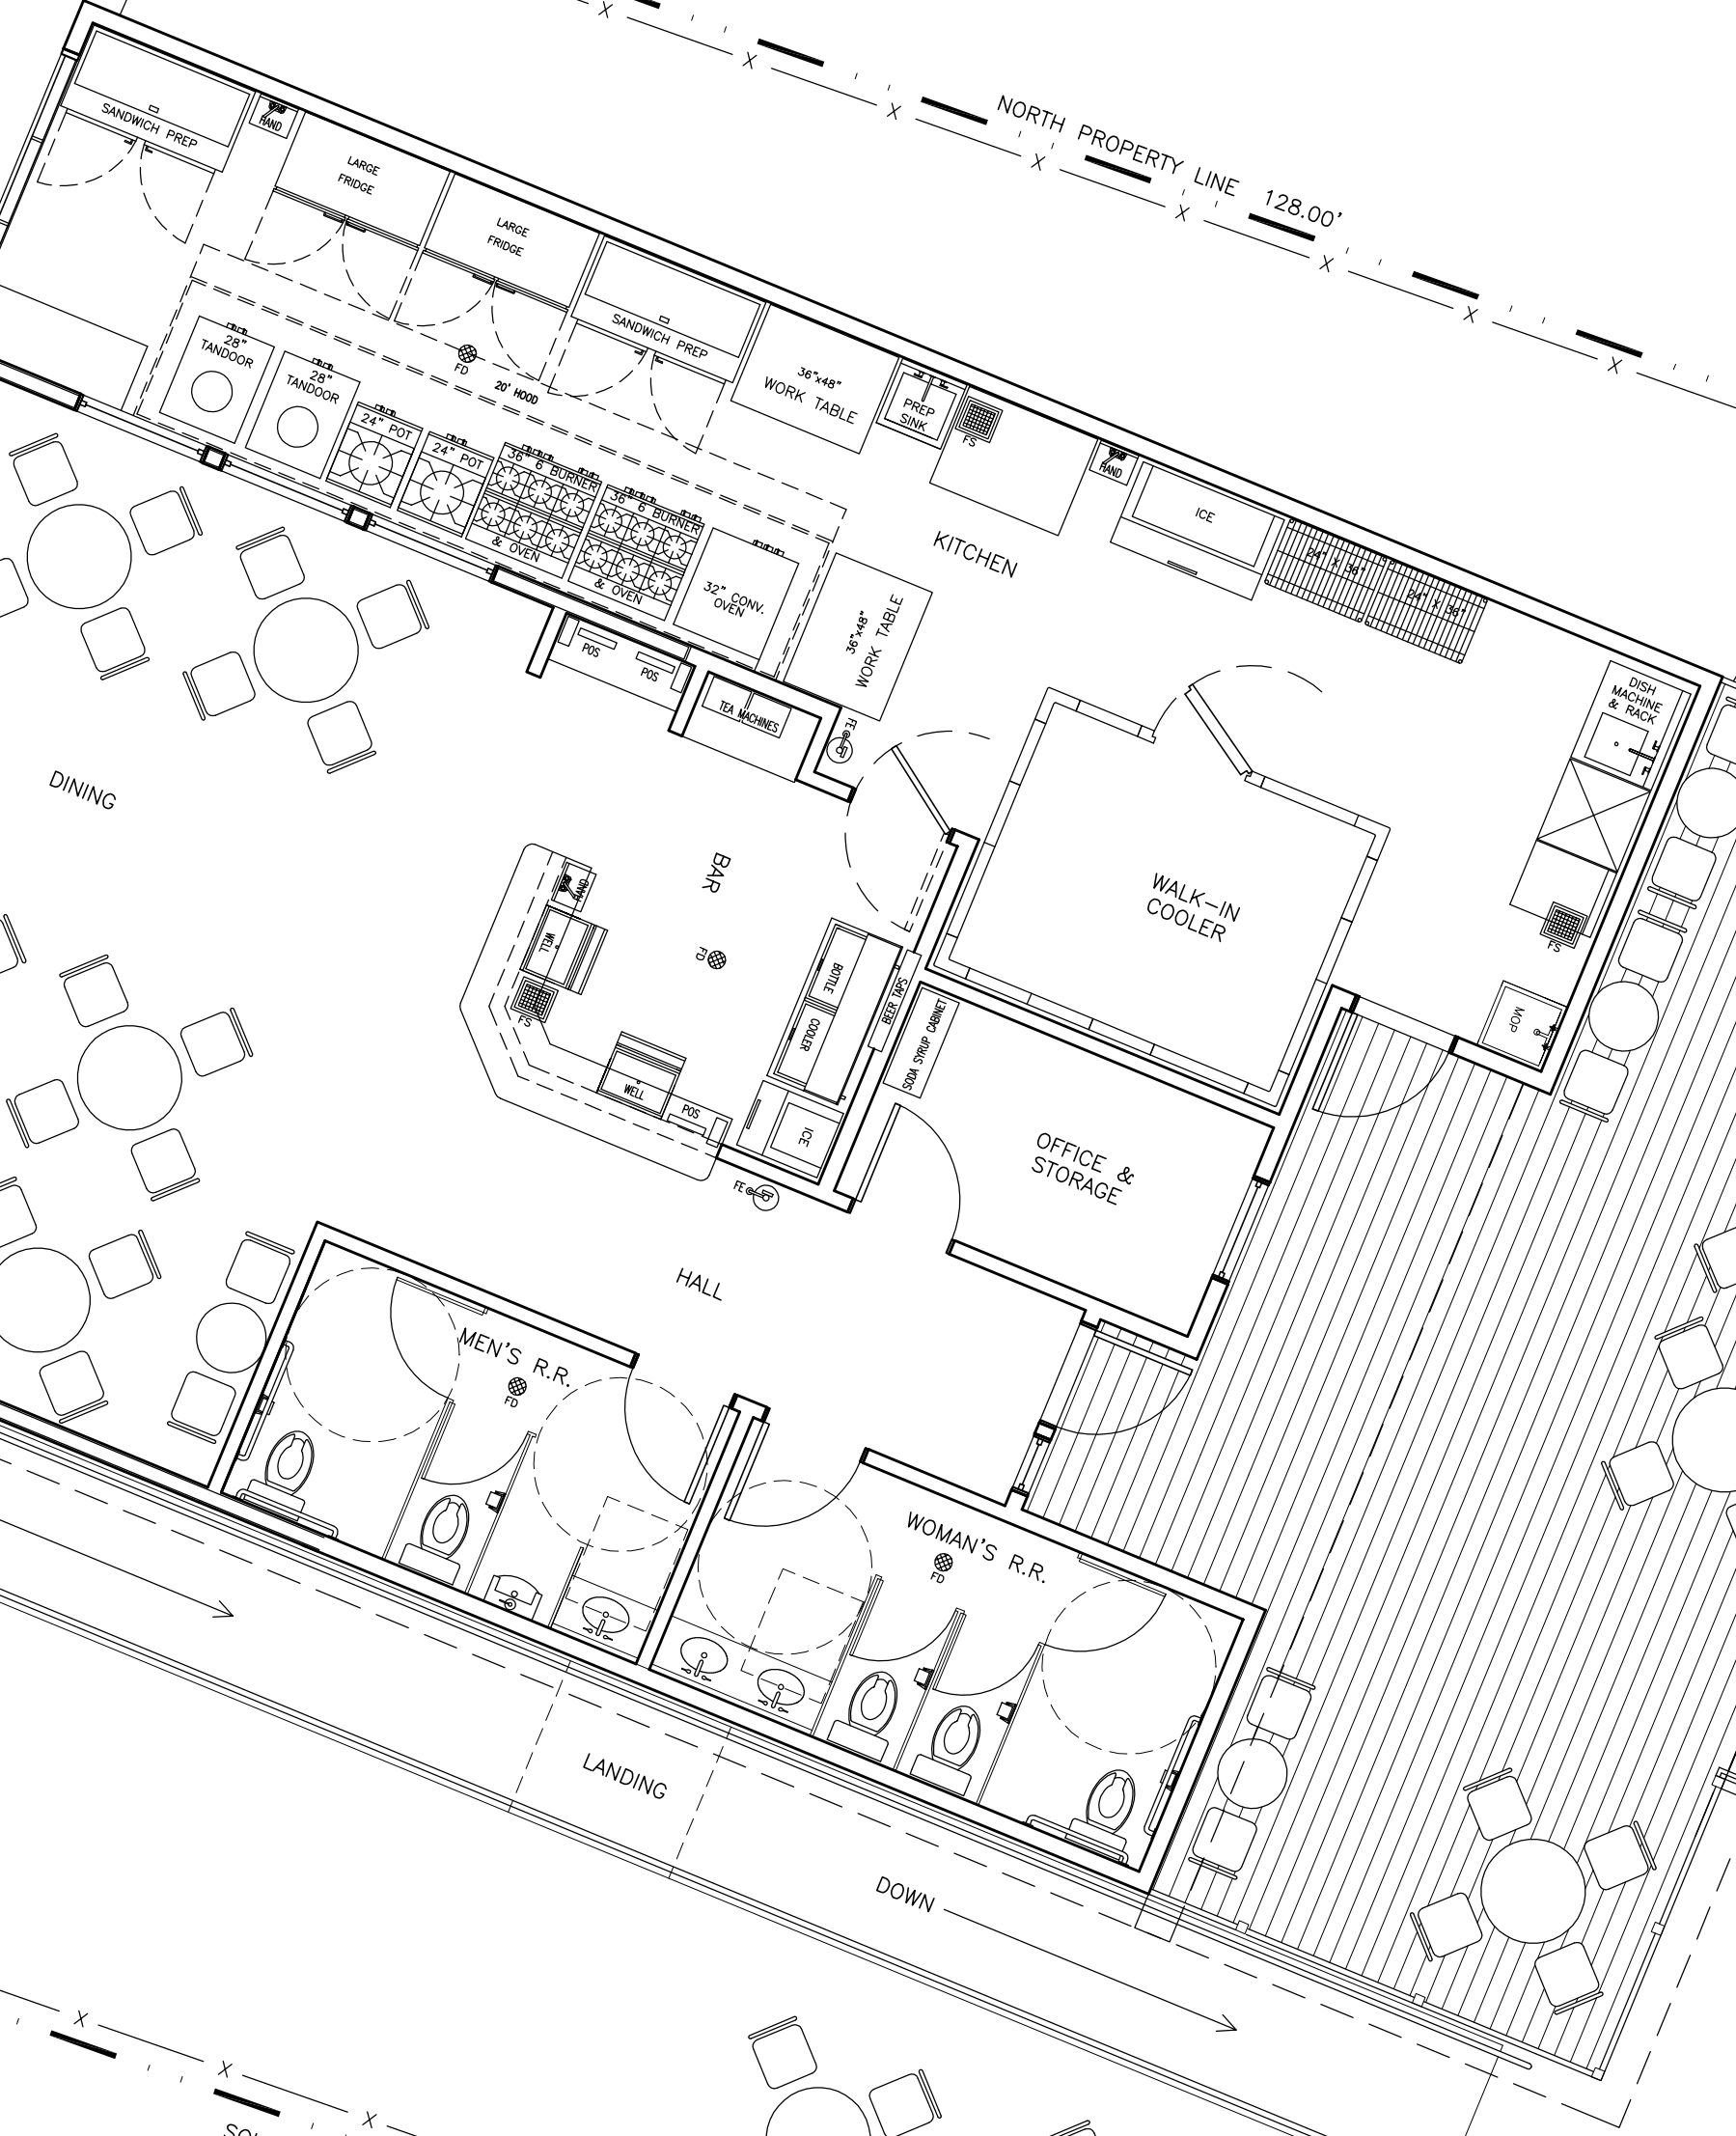 NORTH PROPERTY LINE 128.00'
SANDWICH PREP
HAND
LARGE
FRIDGE
LARGE
FRIDGE
SANDWICH PREP
36"x48"
WORK TABLE
PREP
SINK
FS
HAND
ICE
24" X 36"
24" X 36"
28"
TANDOOR
28"
TANDOOR
FD
20' HOOD
24" POT
24" POT
36" 6 BURNER
& OVEN
36" 6 BURNER
& OVEN
32" CONV.
OVEN
36"x48"
WORK TABLE
KITCHEN
DISH
MACHINE
& RACK
FS
MOP
POS
POS
TEA MACHINES
FE
DINING
BAR
FD
HAND
WELL
FS
WELL
POS
BOTTLE
COOLER
BEER TAPS
ICE
FE
SODA SYRUP CABINET
WALK-IN
COOLER
OFFICE &
STORAGE
HALL
MEN'S R.R.
FD
WOMAN'S R.R.
FD
LANDING
DOWN
X
X
X
X
X
X
X
X
X
X
X